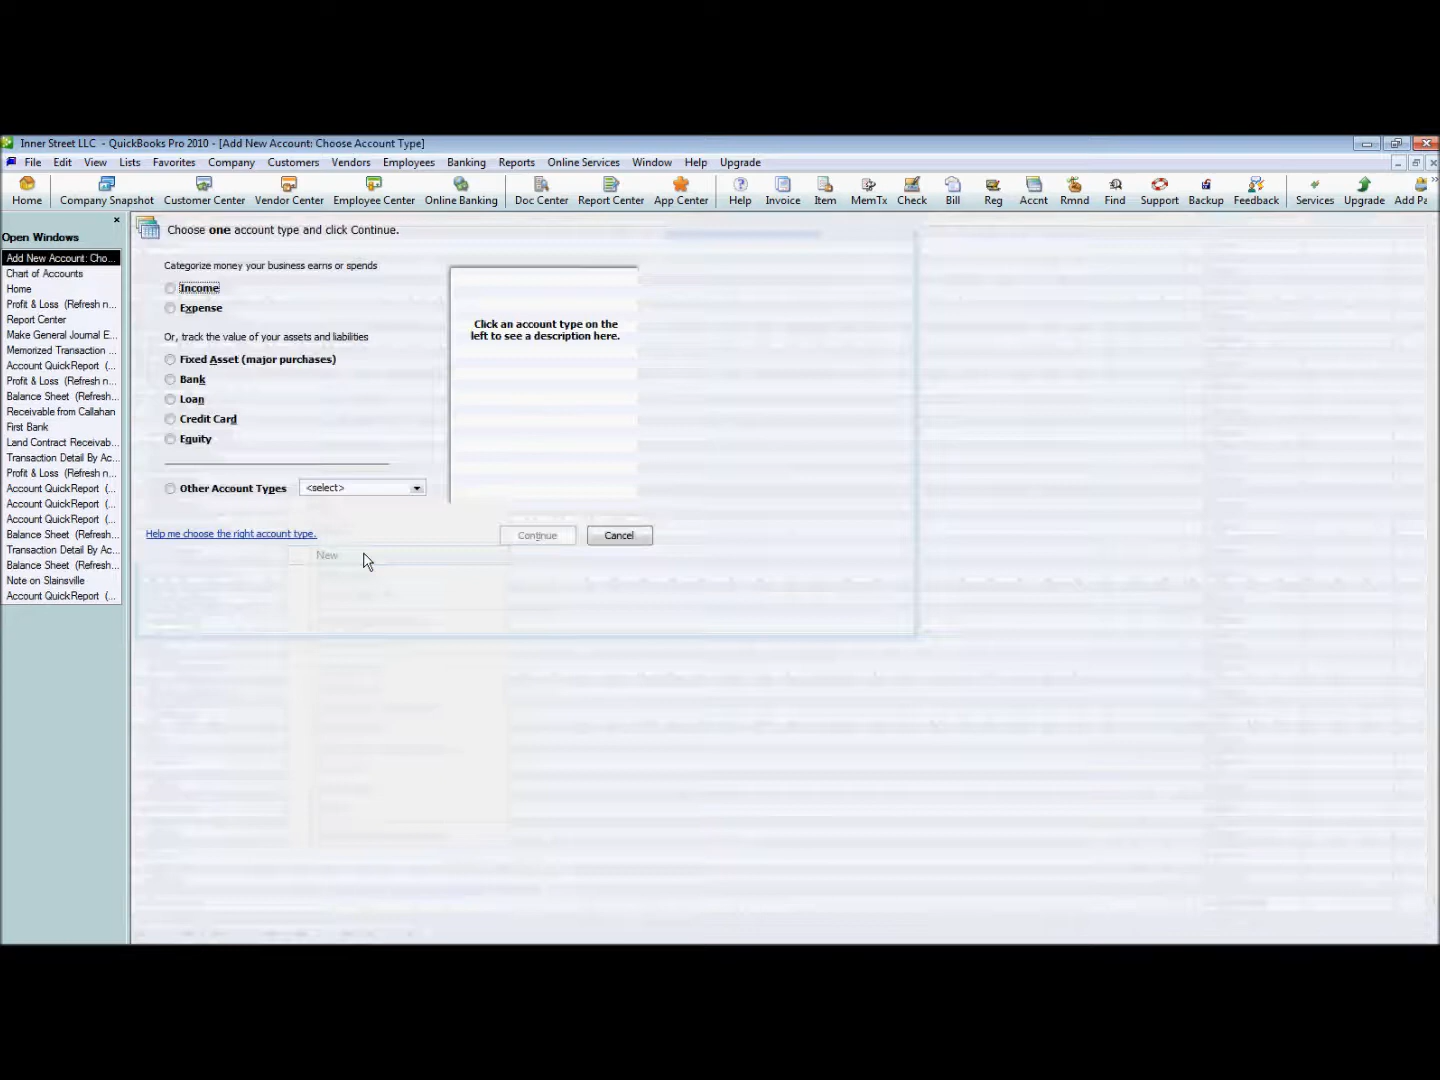 Inner Street LLC - QuickBooks Pro 2010 - [Add New Account: Choose Account Type]
File Edit View Lists Favorites Company Customers Vendors Employees Banking Reports Online Services Window Help Upgrade
Home Company Snapshot Customer Center Vendor Center Employee Center Online Banking Doc Center Report Center App Center Help Invoice Item MemTx Check Bill Reg Accnt Rmnd Find Support Backup Feedback Services Upgrade Add Pa
Open Windows
Add New Account: Cho...
Chart of Accounts
Home
Profit & Loss (Refresh n...
Report Center
Make General Journal E...
Memorized Transaction ...
Account QuickReport (...
Profit & Loss (Refresh n...
Balance Sheet (Refresh...
Receivable from Callahan
First Bank
Land Contract Receivab...
Transaction Detail By Ac...
Profit & Loss (Refresh n...
Account QuickReport (...
Account QuickReport (...
Account QuickReport (...
Balance Sheet (Refresh...
Transaction Detail By Ac...
Balance Sheet (Refresh...
Note on Slainsville
Account QuickReport (...
Choose one account type and click Continue.
Categorize money your business earns or spends
Income
Expense
Or, track the value of your assets and liabilities
Fixed Asset (major purchases)
Bank
Loan
Credit Card
Equity
Other Account Types <select>
Click an account type on the
left to see a description here.
Help me choose the right account type.
Continue Cancel
New